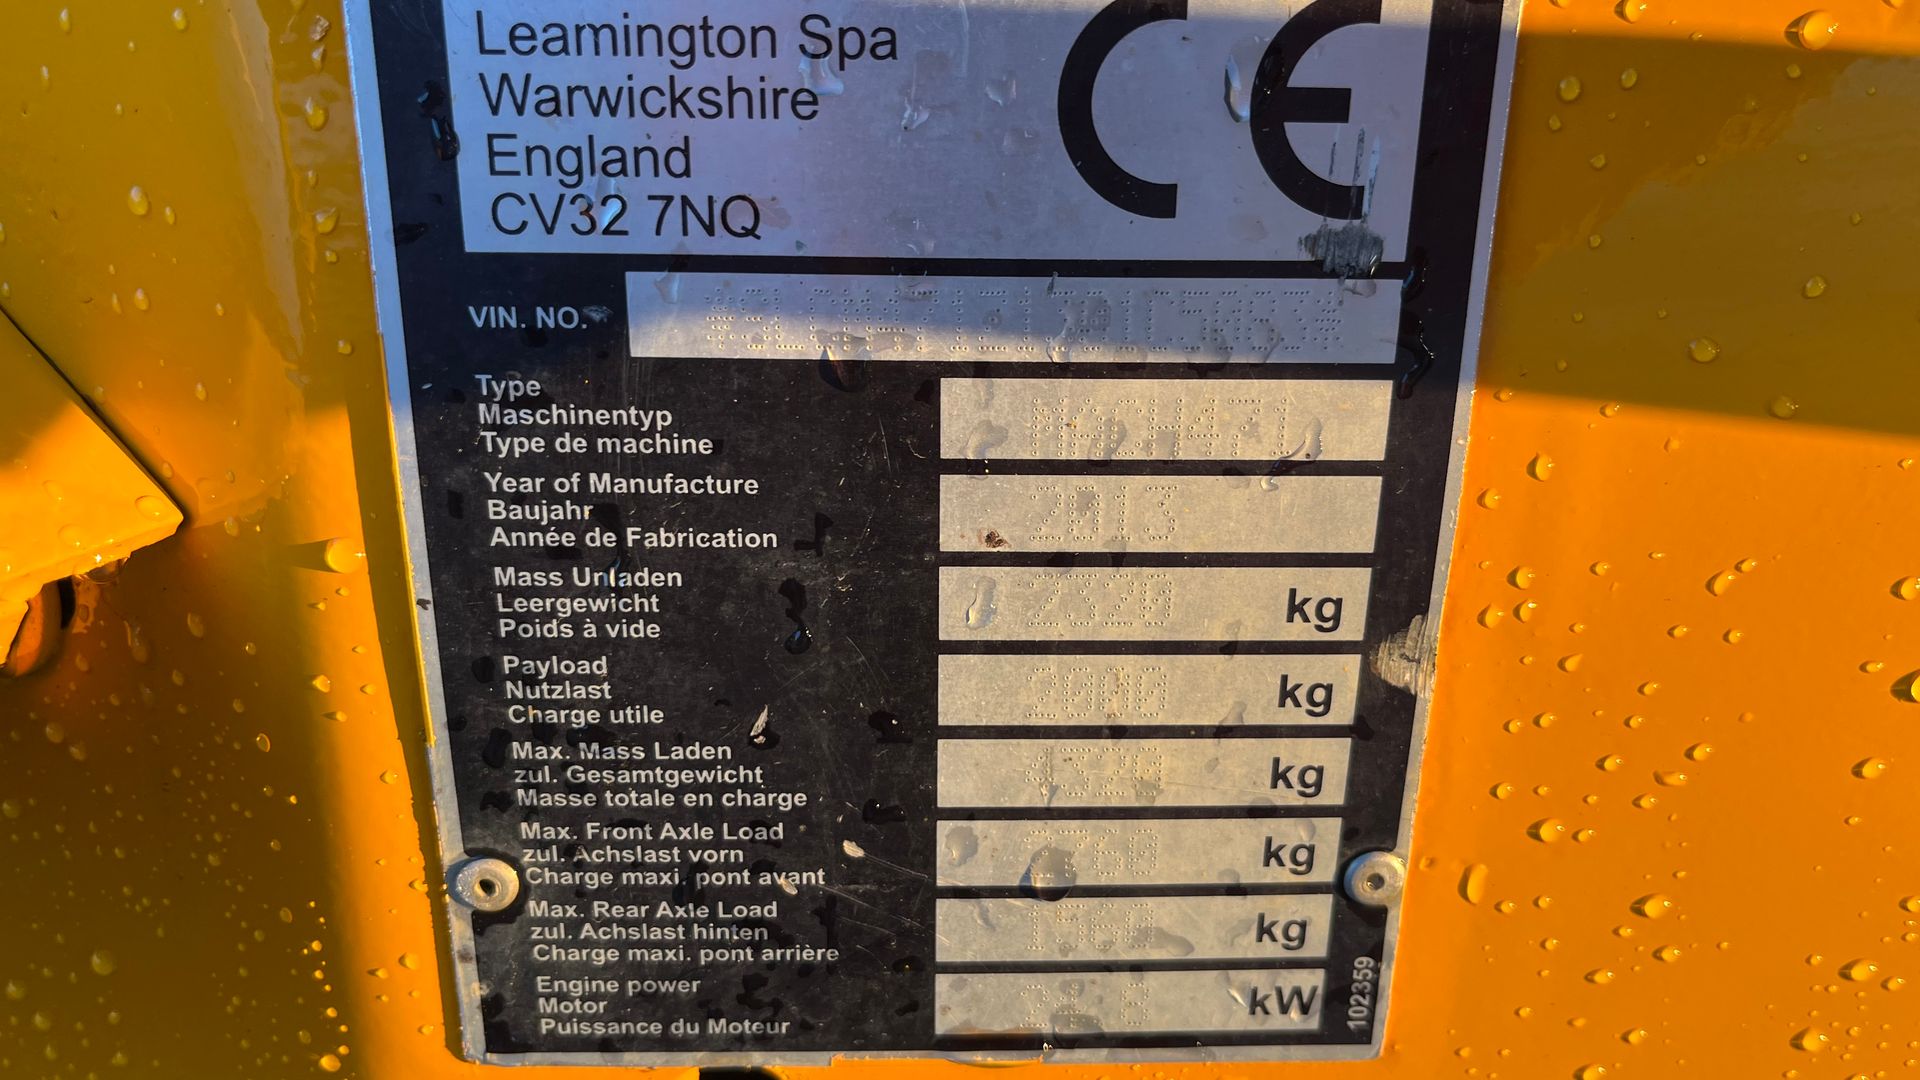 Leamington Spa
Warwickshire
England
CV32 7NQ
CE
VIN. NO.
Type
Maschinentyp
Type de machine
MACH471
Year of Manufacture
Baujahr
Année de Fabrication
2013
Mass Unladen
Leergewicht
Poids à vide
2320 kg
Payload
Nutzlast
Charge utile
2000 kg
Max. Mass Laden
zul. Gesamtgewicht
Masse totale en charge
4320 kg
Max. Front Axle Load
zul. Achslast vorn
Charge maxi. pont avant
2760 kg
Max. Rear Axle Load
zul. Achslast hinten
Charge maxi. pont arrière
1560 kg
Engine power
Motor
Puissance du Moteur
kW
102359